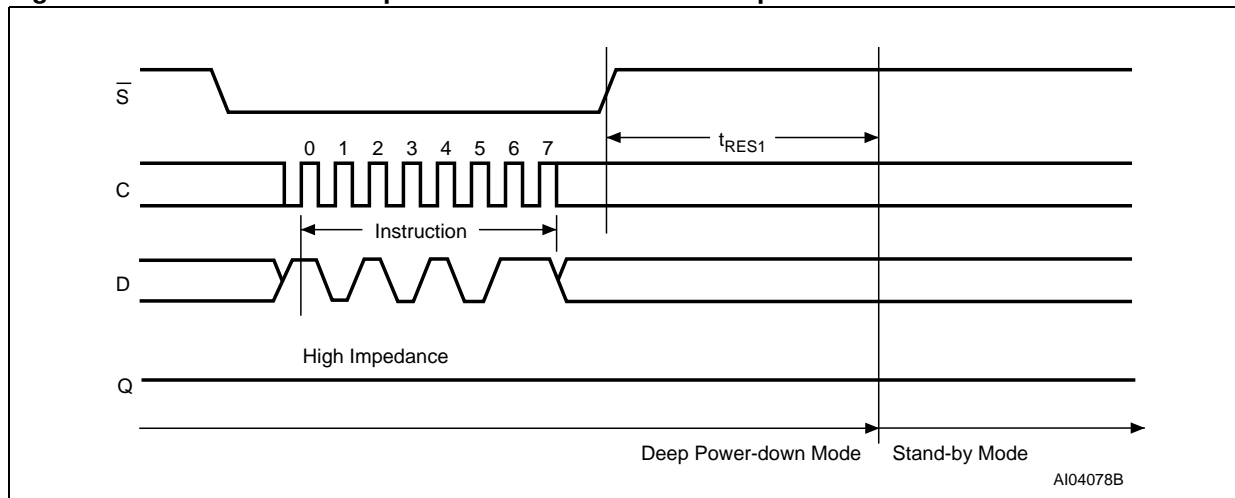 S
0 1 2 3 4 5 6 7
tRES1
C
Instruction
D
High Impedance
Q
Deep Power-down Mode Stand-by Mode
AI04078B